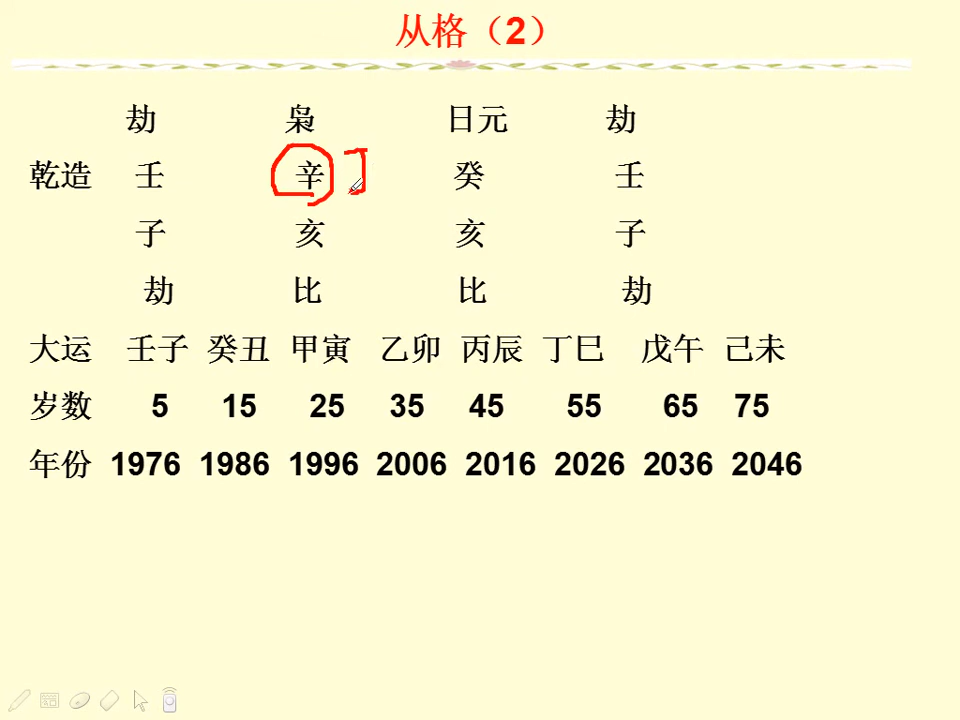 从格（2）
劫 枭 日元 劫
乾造 壬 辛 癸 壬
子 亥 亥 子
劫 比 比 劫
大运 壬子 癸丑 甲寅 乙卯 丙辰 丁巳 戊午 己未
岁数 5 15 25 35 45 55 65 75
年份 1976 1986 1996 2006 2016 2026 2036 2046